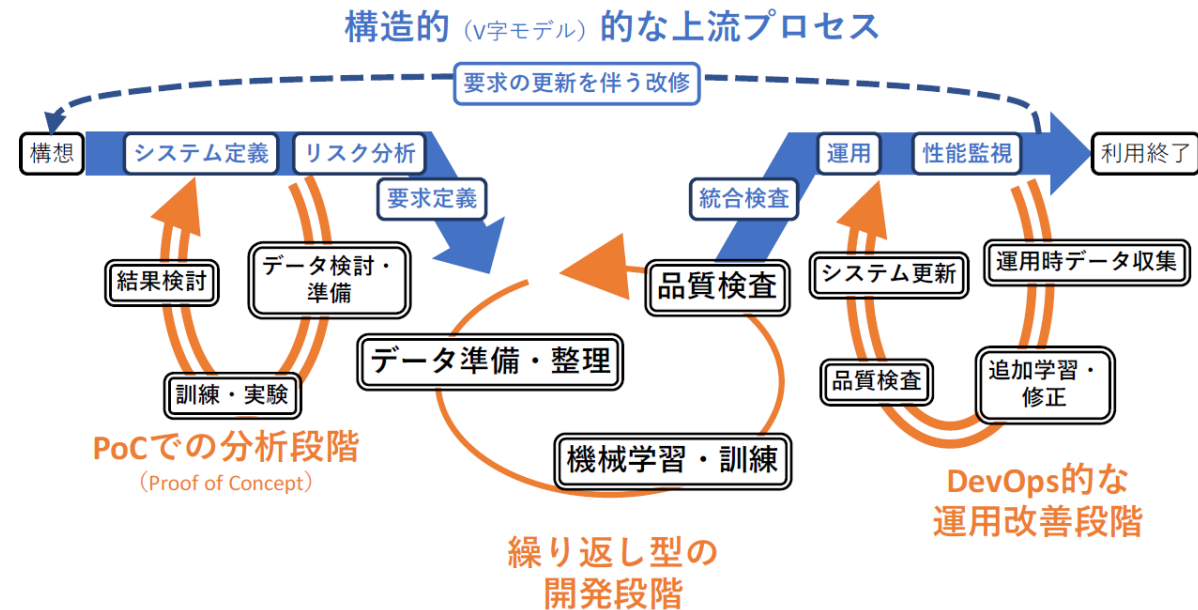 構造的（V字モデル）的な上流プロセス
要求の更新を伴う改修
構想
システム定義
リスク分析
要求定義
統合検査
運用
性能監視
利用終了
結果検討
データ検討・
準備
訓練・実験
PoCでの分析段階
（Proof of Concept）
データ準備・整理
品質検査
機械学習・訓練
繰り返し型の
開発段階
システム更新
運用時データ収集
品質検査
追加学習・
修正
DevOps的な
運用改善段階